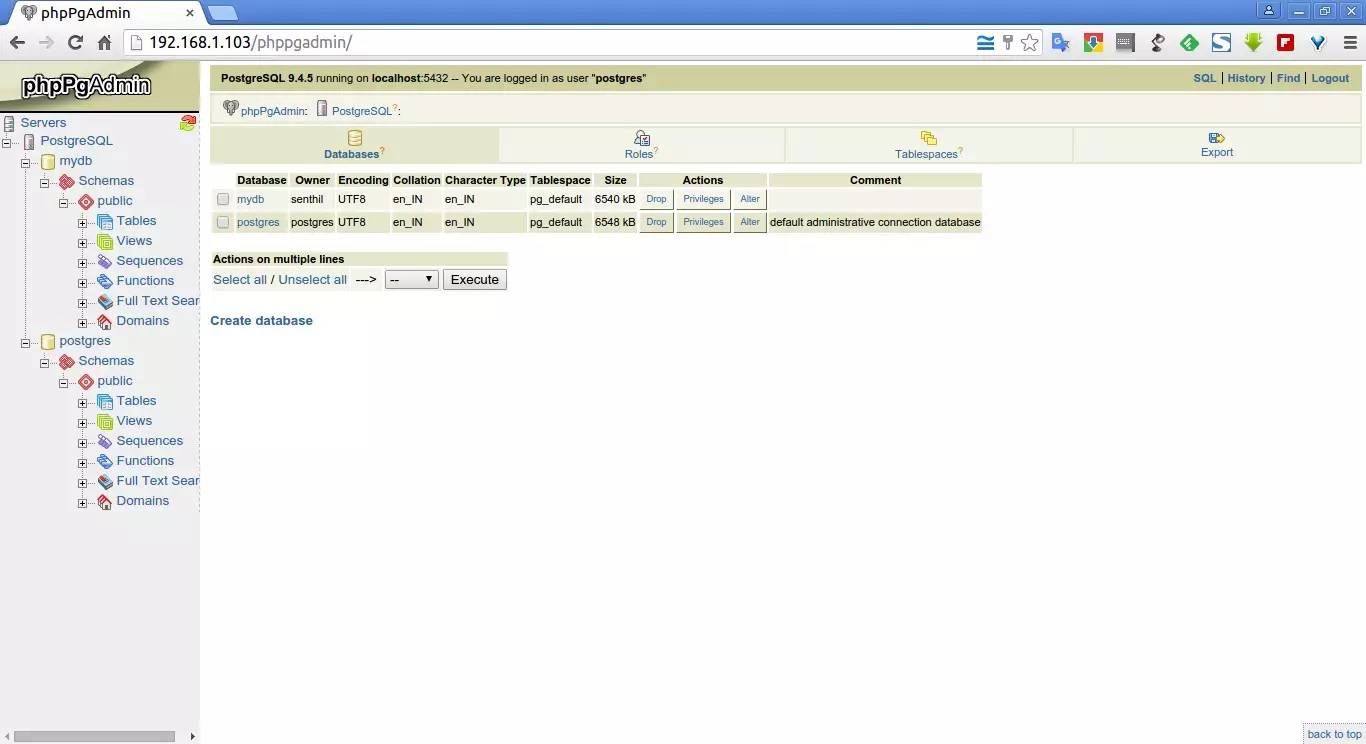 phpPgAdmin ×
192.168.1.103/phppgadmin/
phpPgAdmin
Servers
PostgreSQL
mydb
Schemas
public
Tables
Views
Sequences
Functions
Full Text Sear
Domains
postgres
Schemas
public
Tables
Views
Sequences
Functions
Full Text Sear
Domains
PostgreSQL 9.4.5 running on localhost:5432 -- You are logged in as user "postgres"
SQL | History | Find | Logout
phpPgAdmin: PostgreSQL?:
Databases? Roles? Tablespaces? Export
Database Owner Encoding Collation Character Type Tablespace Size Actions Comment
mydb senthil UTF8 en_IN en_IN pg_default 6540 kB Drop Privileges Alter
postgres postgres UTF8 en_IN en_IN pg_default 6548 kB Drop Privileges Alter default administrative connection database
Actions on multiple lines
Select all / Unselect all ---> -- Execute
Create database
back to top